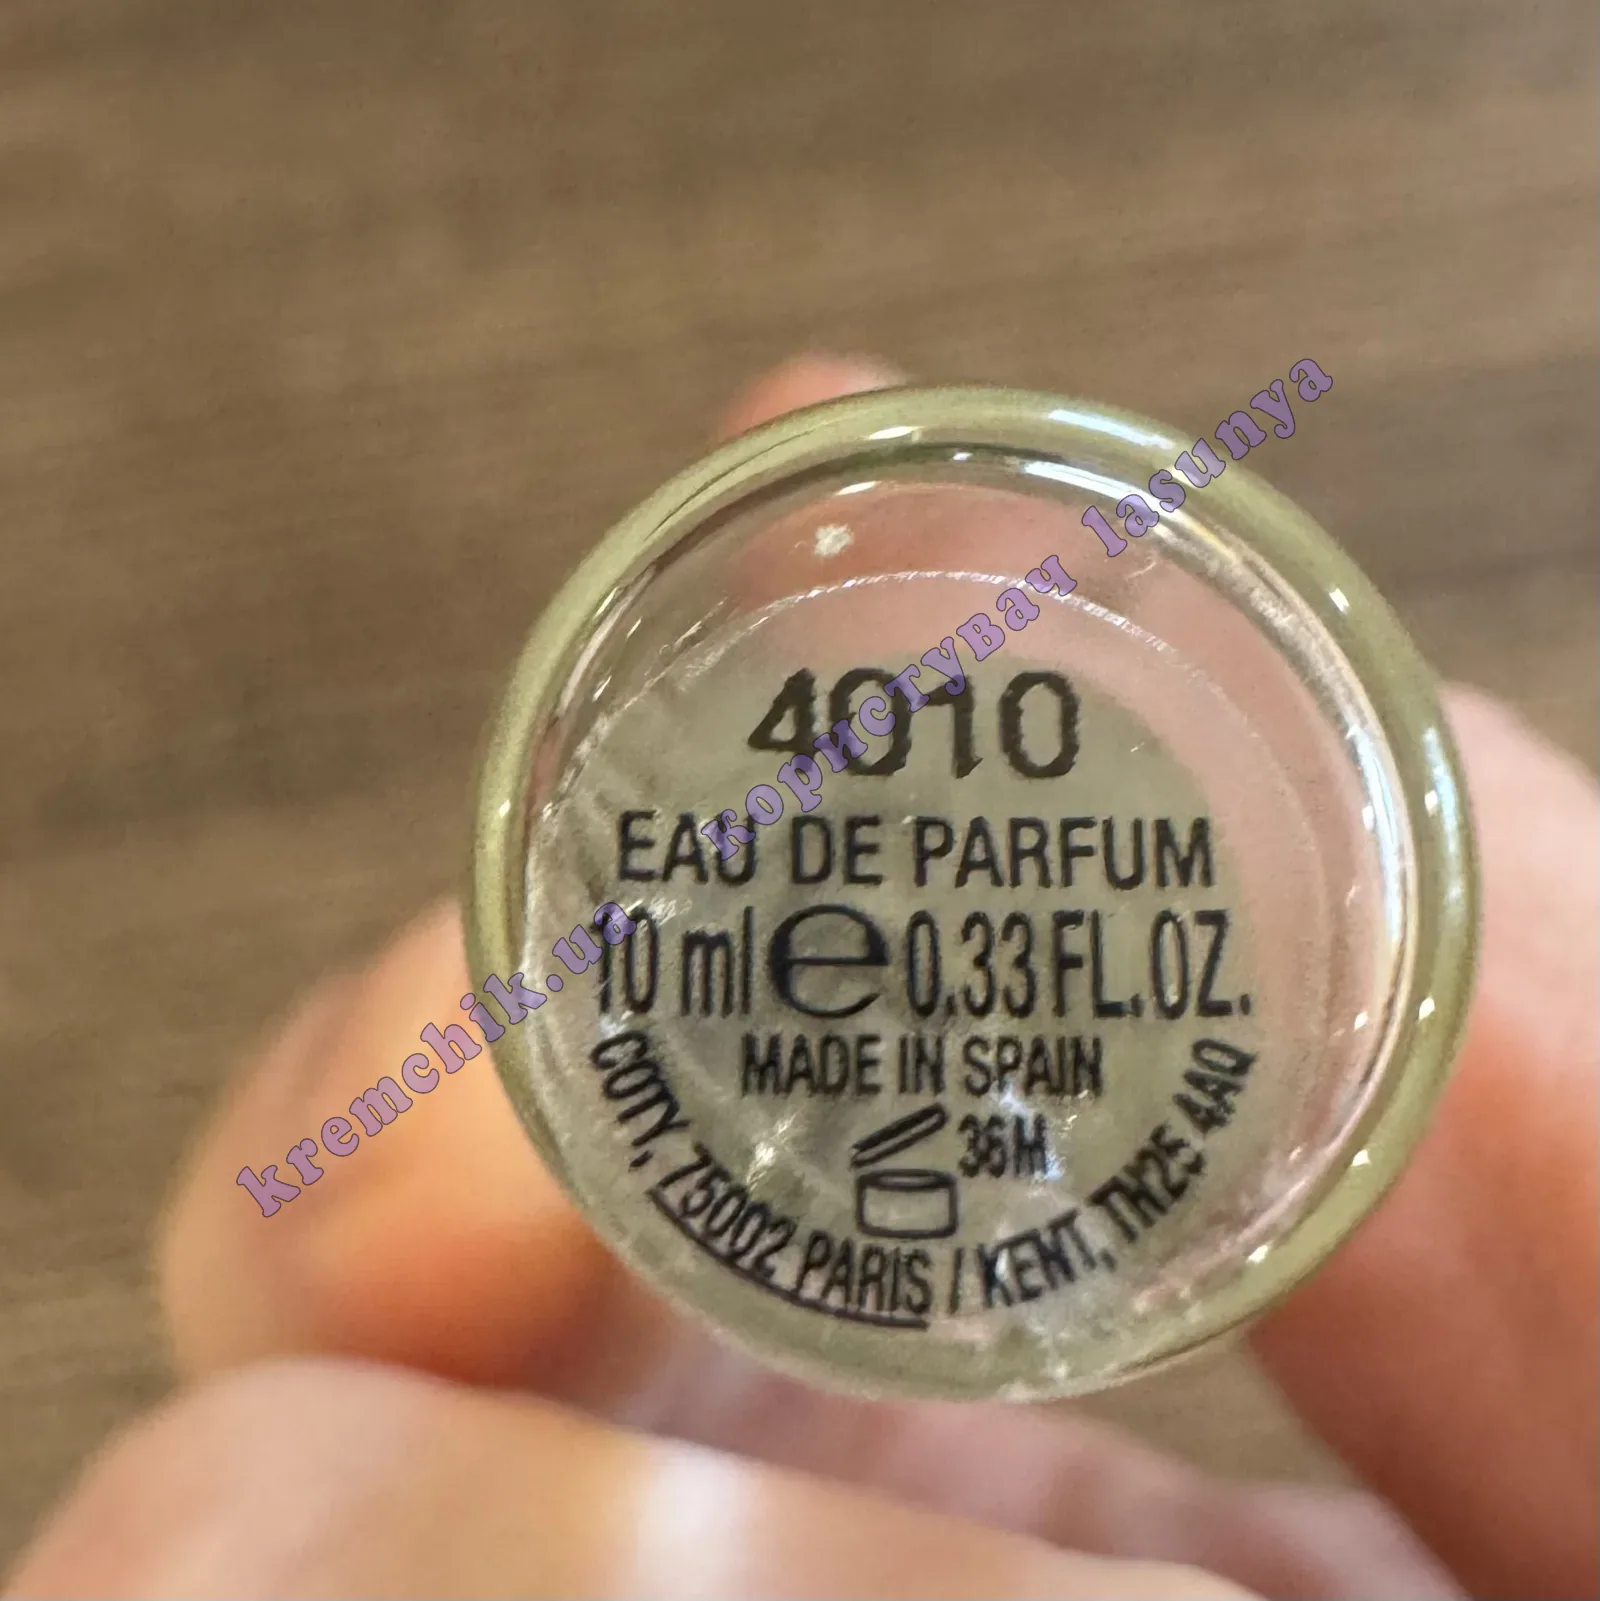 4010
EAU DE PARFUM
10 ml e 0.33 FL.OZ.
MADE IN SPAIN
36M
COTY, 75002 PARIS / KENT, TN25 4AQ
kremchik.ua користувач lasunya